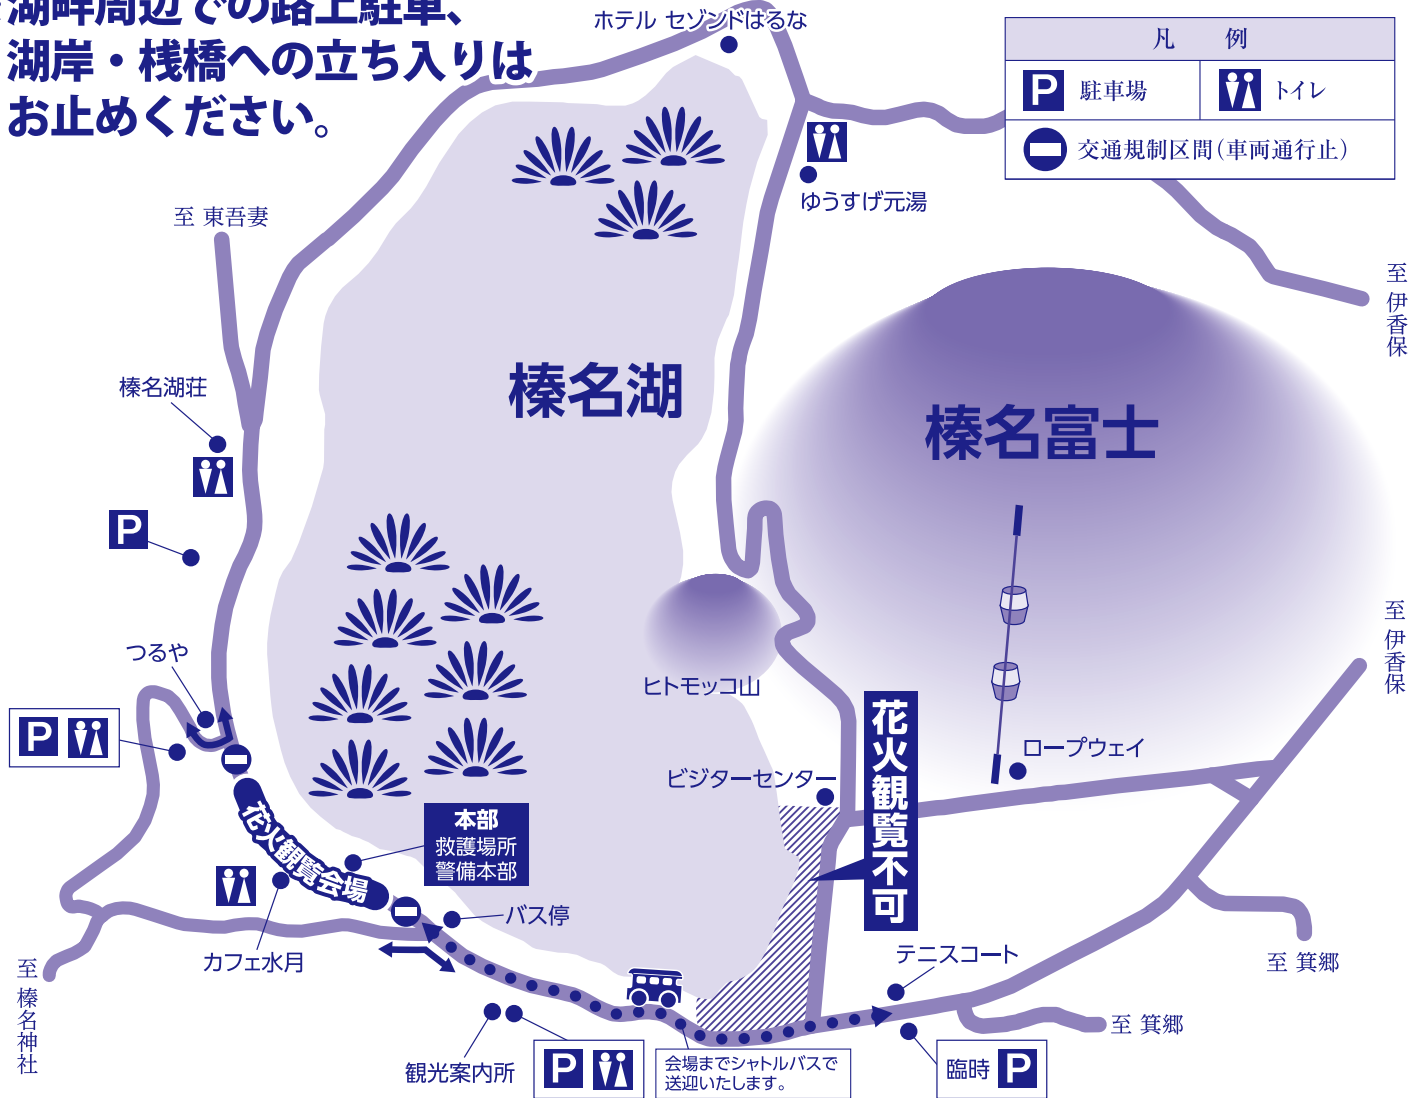 湖畔周辺での路上駐車、
湖岸・桟橋への立ち入りは
お止めください。
ホテル セゾンドはるな
凡 例
P 駐車場
トイレ
交通規制区間(車両通行止)
ゆうすげ元湯
至 東吾妻
至 伊香保
榛名湖荘
榛名湖
榛名富士
P
つるや
P
ヒトモッコ山
至 伊香保
ロープウェイ
ビジターセンター
花火観覧不可
花火観覧会場
本部
救護場所
警備本部
バス停
カフェ水月
テニスコート
至 箕郷
至 榛名神社
至 箕郷
観光案内所
P
会場までシャトルバスで
送迎いたします。
臨時 P